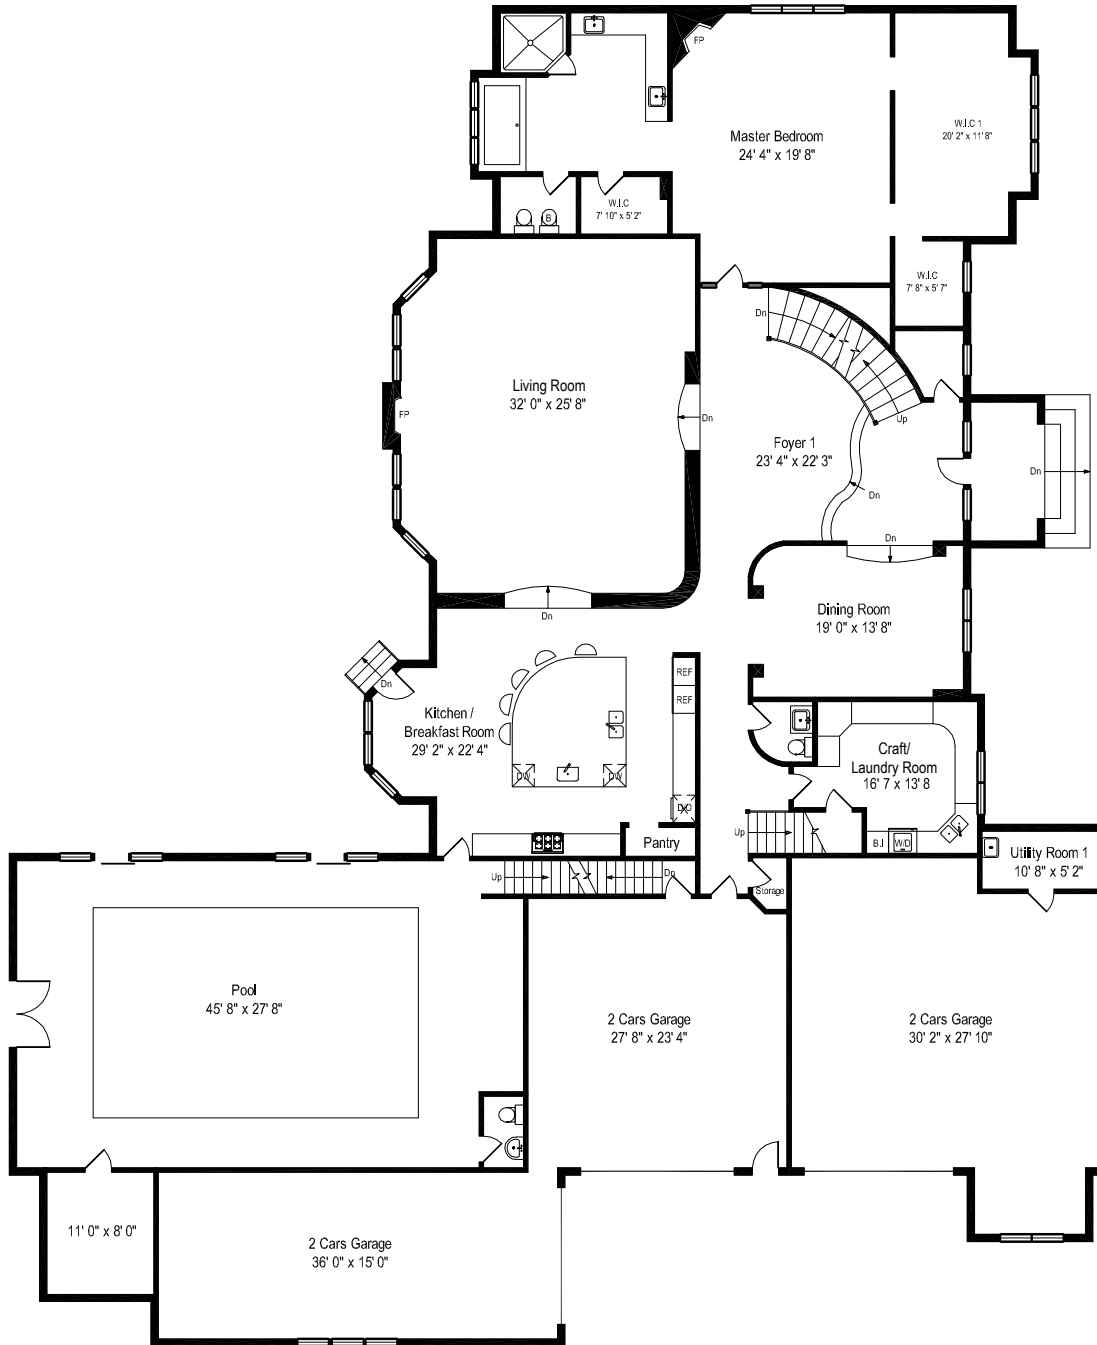 FP
Master Bedroom
24' 4" x 19' 8"
W.I.C 1
20' 2" x 11' 8"
W.I.C
7' 10" x 5' 2"
B
W.I.C
7' 8" x 5' 7"
Dn
Up
Living Room
32' 0" x 25' 8"
FP
Dn
Foyer 1
23' 4" x 22' 3"
Dn
Dn
Dn
Dn
Dining Room
19' 0" x 13' 8"
Dn
Kitchen /
Breakfast Room
29' 2" x 22' 4"
REF
REF
DW
DW
D/O
Pantry
Craft/
Laundry Room
16' 7 x 13' 8
Up
B.I
W/D
Utility Room 1
10' 8" x 5' 2"
Up
Dn
Storage
Pool
45' 8" x 27' 8"
2 Cars Garage
27' 8" x 23' 4"
2 Cars Garage
30' 2" x 27' 10"
11' 0" x 8' 0"
2 Cars Garage
36' 0" x 15' 0"